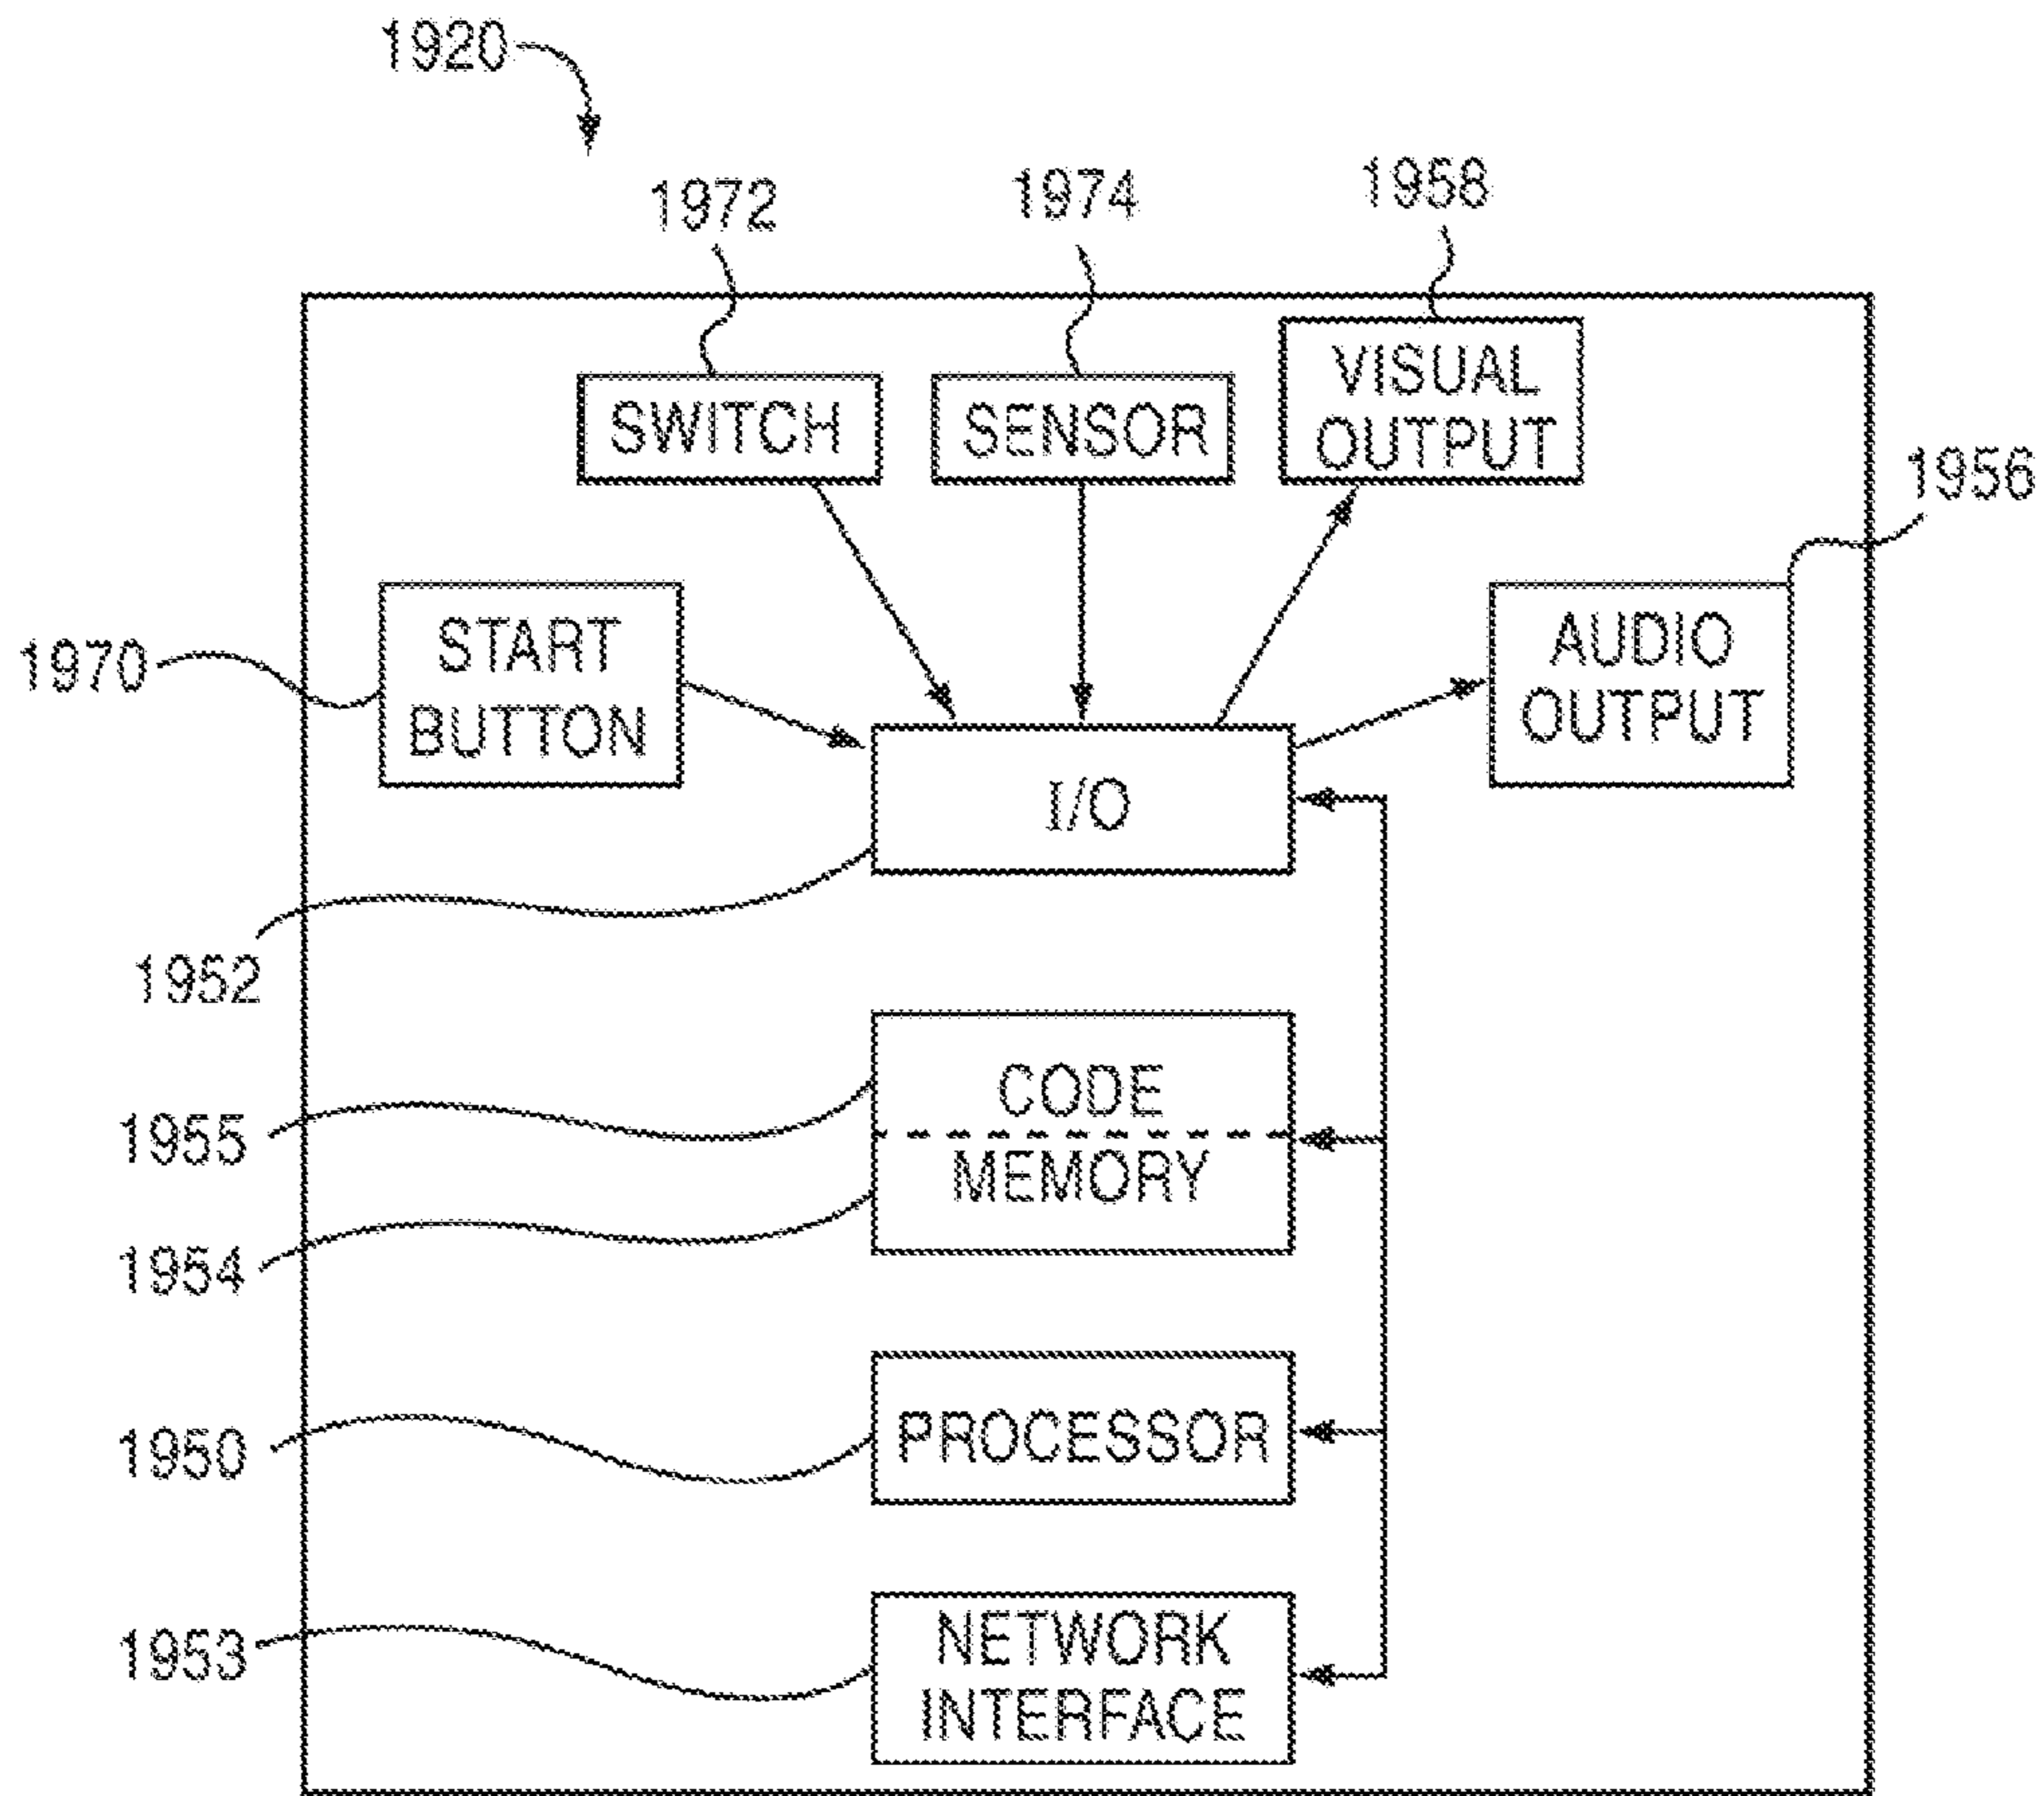 1920
1972
1974
1958
SWITCH
SENSOR
VISUAL
OUTPUT
1956
1970
START
BUTTON
AUDIO
OUTPUT
I/O
1952
CODE
1955
MEMORY
1954
1950
PROCESSOR
1953
NETWORK
INTERFACE